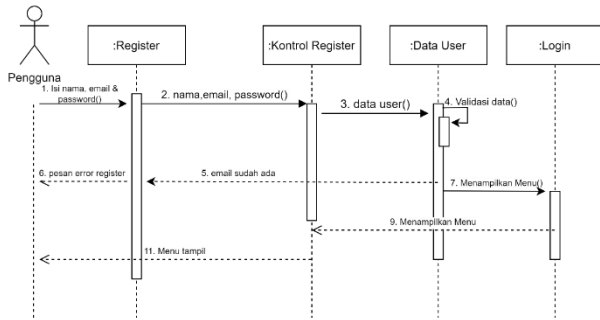 :Register
:Kontrol Register
:Data User
:Login
Pengguna
1. Isi nama, email &
password()
2. nama,email, password()
3. data user()
4. Validasi data()
6. pesan error register
5. email sudah ada
7. Menampilkan Menu()
9. Menampilkan Menu
11. Menu tampil